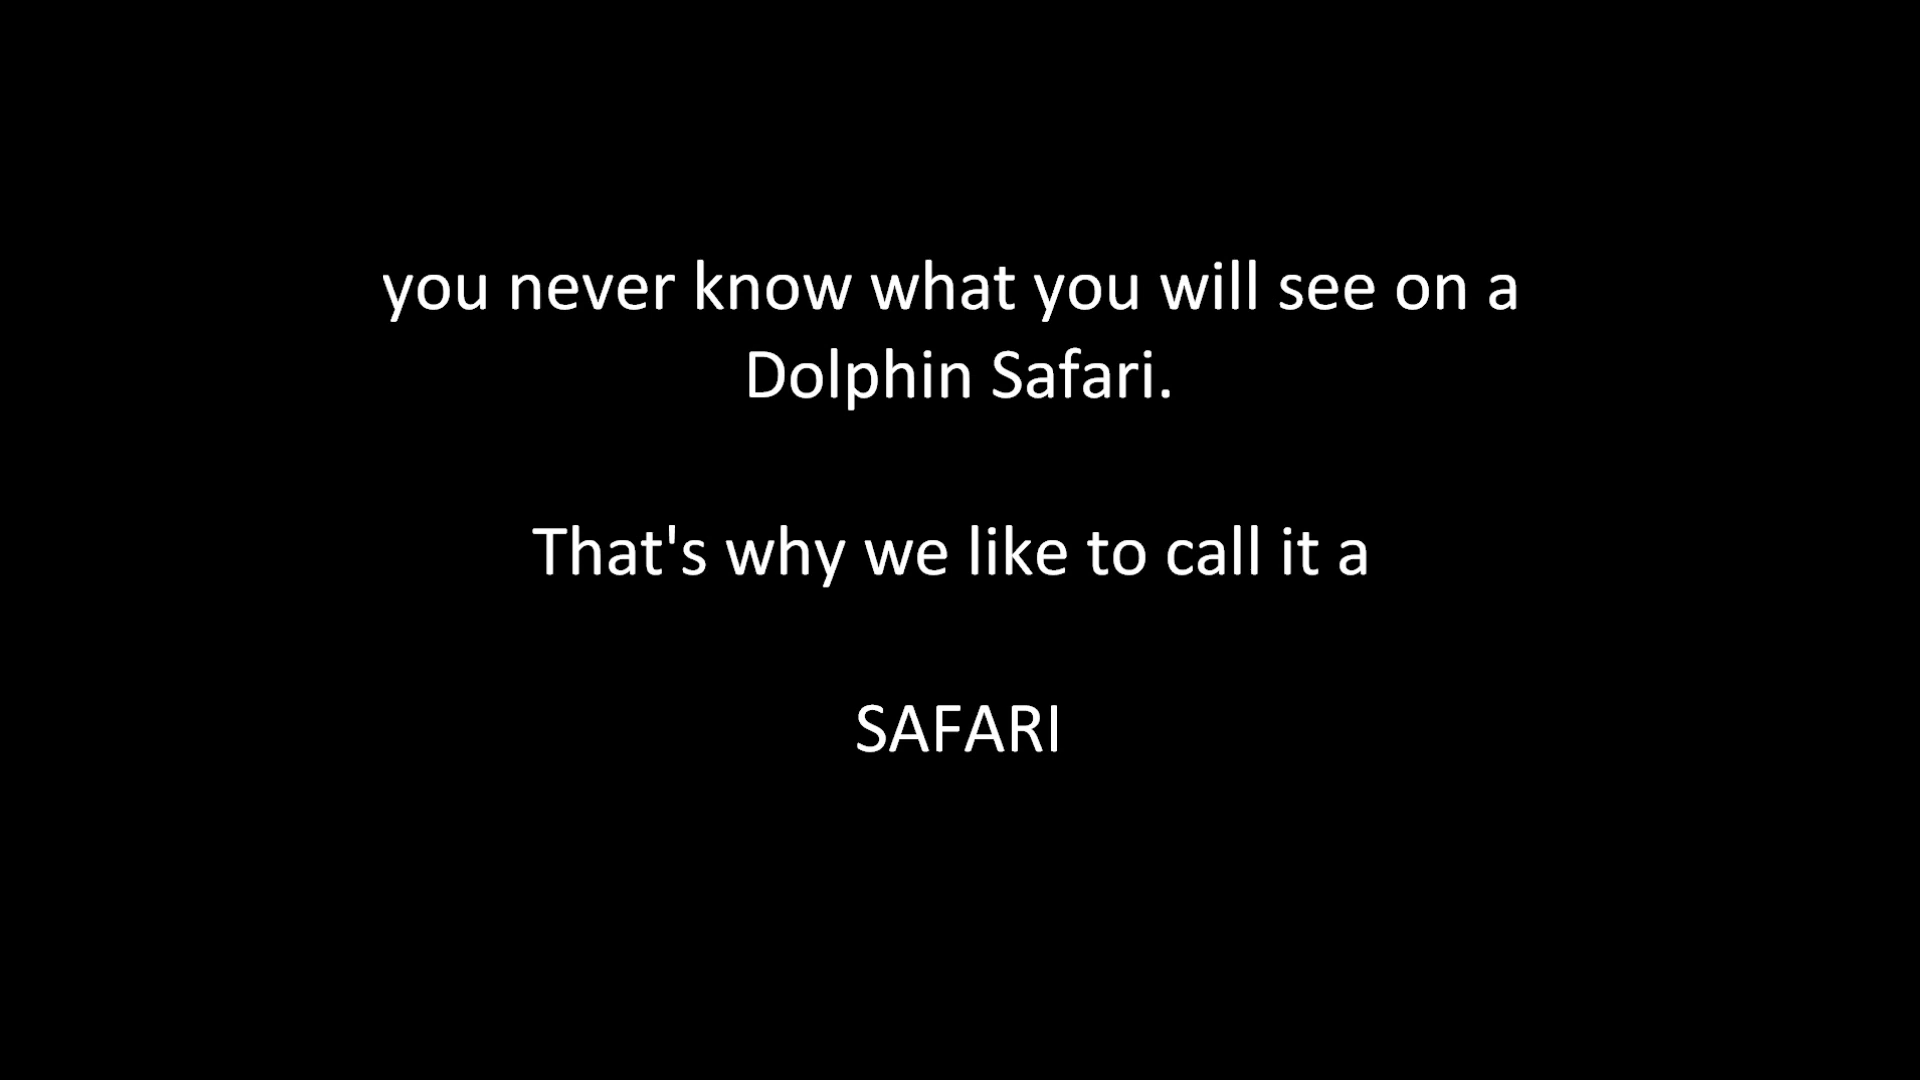 you never know what you will see on a
Dolphin Safari.
That's why we like to call it a
SAFARI